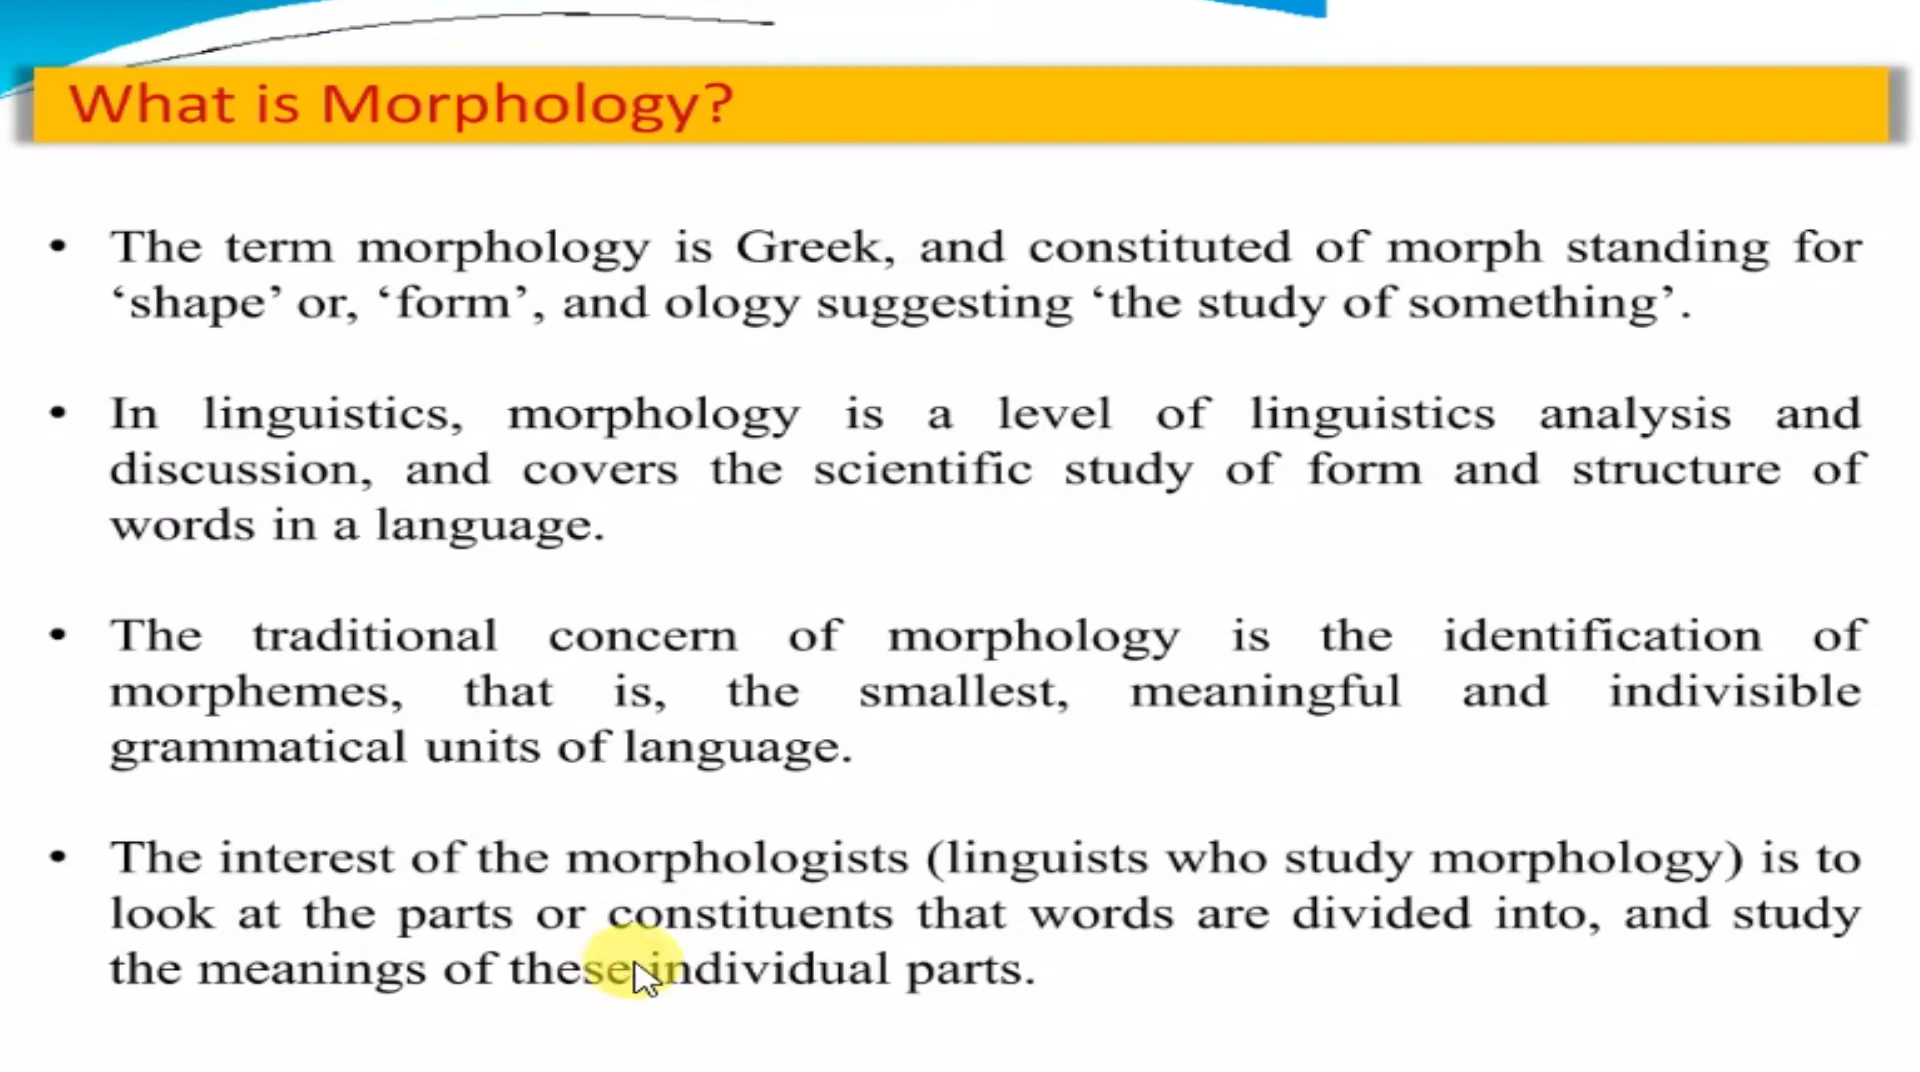 What is Morphology?
• The term morphology is Greek, and constituted of morph standing for
‘shape’ or, ‘form’, and ology suggesting ‘the study of something’.
• In linguistics, morphology is a level of linguistics analysis and
discussion, and covers the scientific study of form and structure of
words in a language.
• The traditional concern of morphology is the identification of
morphemes, that is, the smallest, meaningful and indivisible
grammatical units of language.
• The interest of the morphologists (linguists who study morphology) is to
look at the parts or constituents that words are divided into, and study
the meanings of these individual parts.